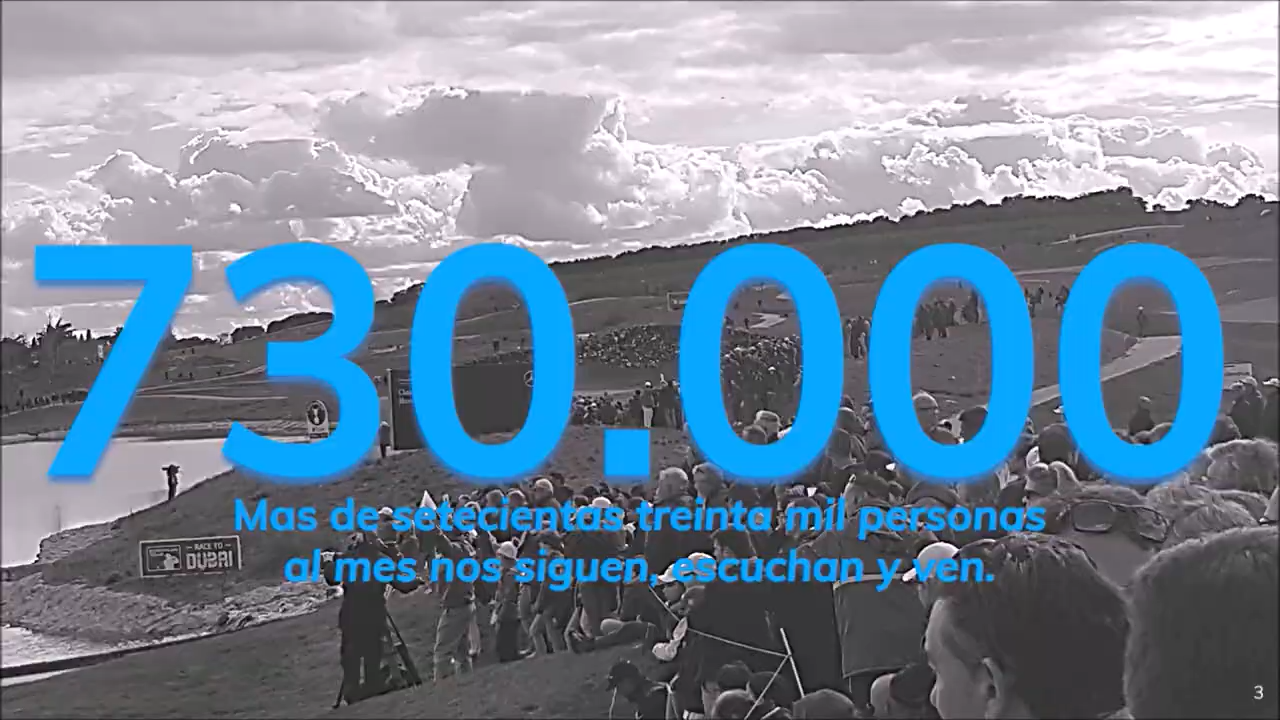 730.000
Mas de setecientas treinta mil personas
al mes nos siguen, escuchan y ven.
RACE TO
DUBAI
3